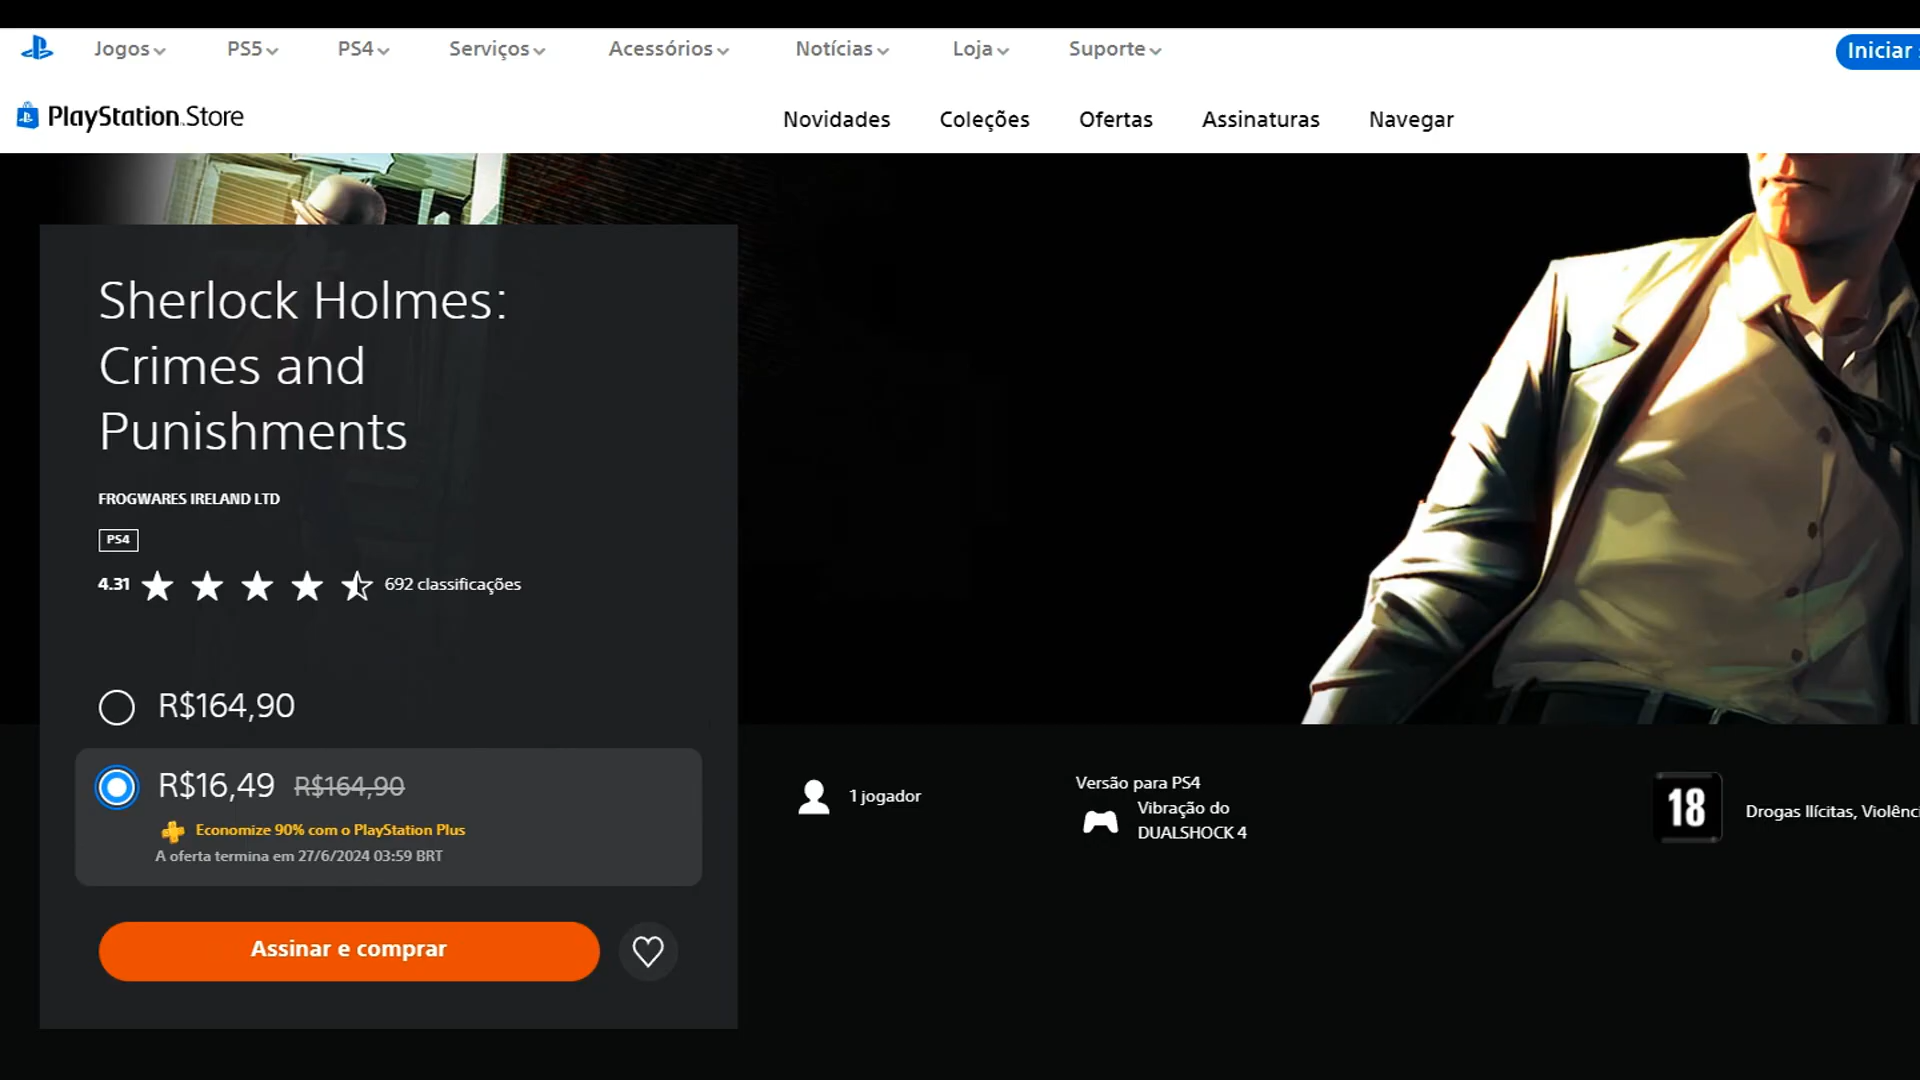 Jogos
PS5
PS4
Serviços
Acessórios
Notícias
Loja
Suporte
Iniciar
PlayStation Store
Novidades
Coleções
Ofertas
Assinaturas
Navegar
Sherlock Holmes:
Crimes and
Punishments
FROGWARES IRELAND LTD
PS4
4.31
692 classificações
R$164,90
R$16,49 R$164,90
Economize 90% com o PlayStation Plus
A oferta termina em 27/6/2024 03:59 BRT
Assinar e comprar
1 jogador
Versão para PS4
Vibração do
DUALSHOCK 4
18
Drogas Ilícitas, Violênci